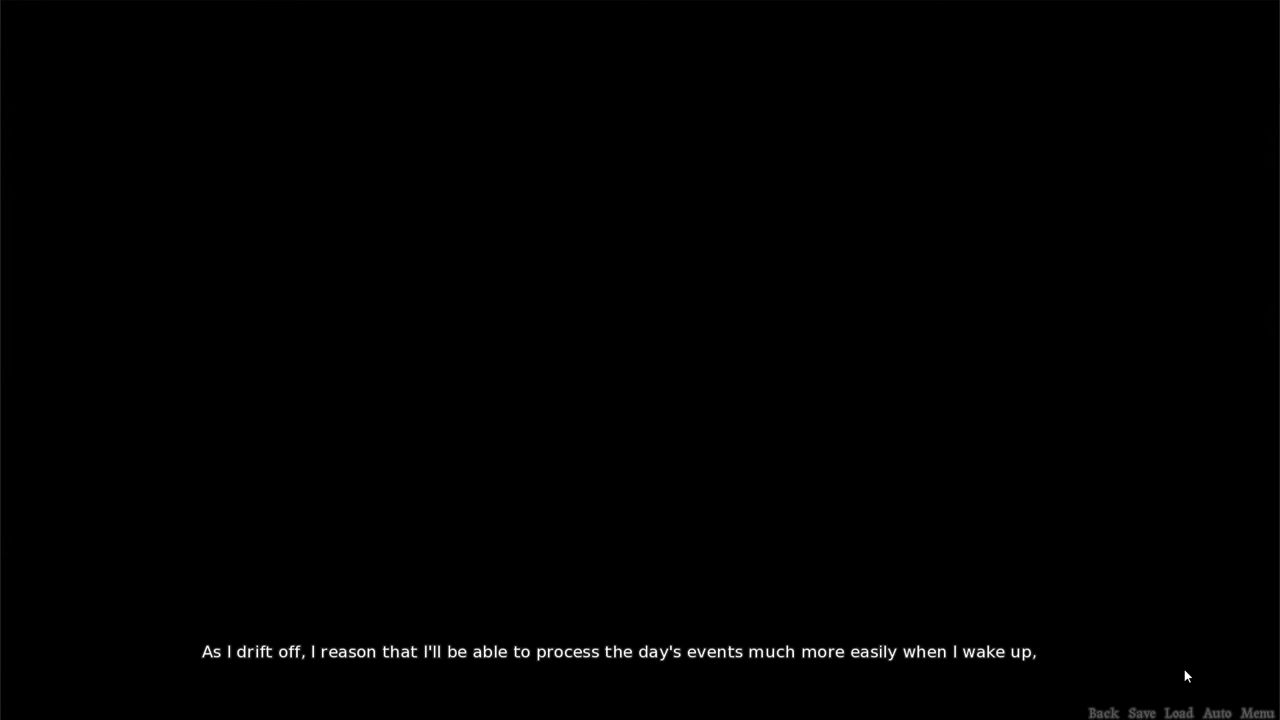 As I drift off, I reason that I'll be able to process the day's events much more easily when I wake up,
Back Save Load Auto Menu